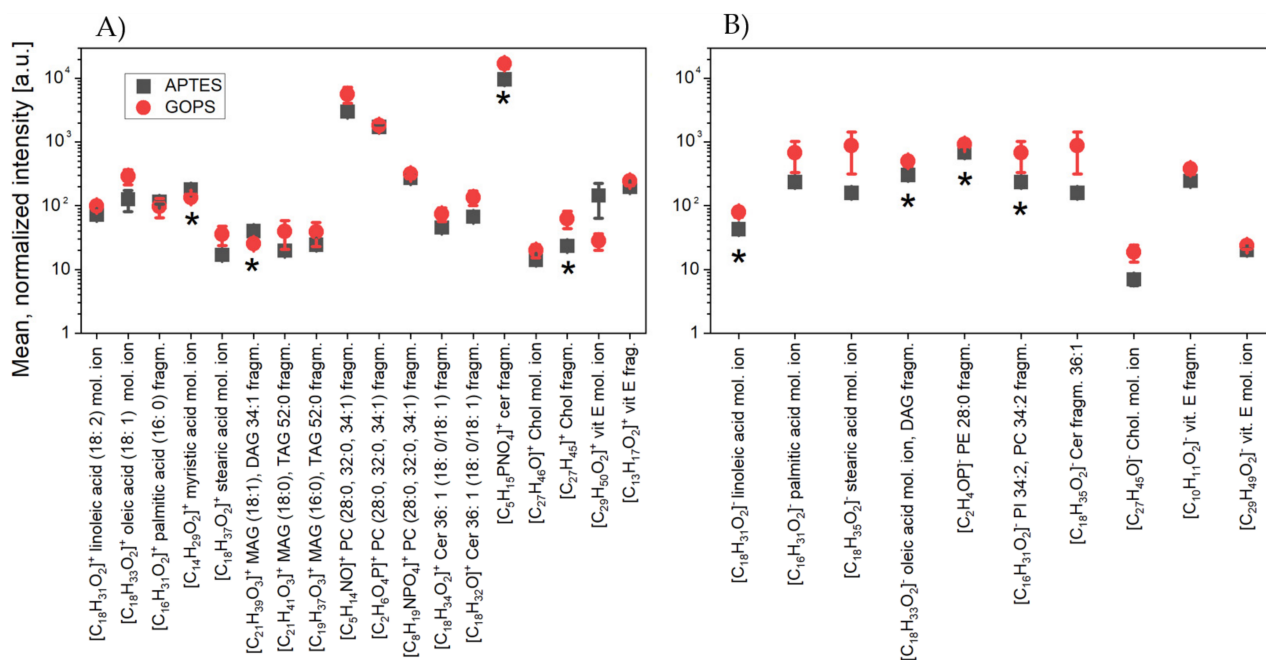 A)
B)
Mean, normalized intensity [a.u.]
10⁴
10³
10²
10
1
APTES
GOPS
*
*
*
*
[C₁₈H₃₁O₂]⁺ linoleic acid (18: 2) mol. ion
[C₁₈H₃₃O₂]⁺ oleic acid (18: 1) mol. ion
[C₁₆H₃₁O₂]⁺ palmitic acid (16: 0) fragm.
[C₁₄H₂₉O₂]⁺ myristic acid mol. ion
[C₁₈H₃₇O₂]⁺ stearic acid mol. ion
[C₂₁H₃₉O₃]⁺ MAG (18:1), DAG 34:1 fragm.
[C₂₁H₄₁O₃]⁺ MAG (18:0), TAG 52:0 fragm.
[C₁₉H₃₇O₃]⁺ MAG (16:0), TAG 52:0 fragm.
[C₅H₁₄NO]⁺ PC (28:0, 32:0, 34:1) fragm.
[C₂H₆O₄P]⁺ PC (28:0, 32:0, 34:1) fragm.
[C₈H₁₉NPO₄]⁺ PC (28:0, 32:0, 34:1) fragm.
[C₁₈H₃₄O₂]⁺ Cer 36: 1 (18: 0/18: 1) fragm.
[C₁₈H₃₂O]⁺ Cer 36: 1 (18: 0/18: 1) fragm.
[C₅H₁₅PNO₄]⁺ cer fragm.
[C₂₇H₄₆O]⁺ Chol mol. ion
[C₂₇H₄₅]⁺ Chol fragm.
[C₂₉H₅₀O₂]⁺ vit E mol. ion
[C₁₃H₁₇O₂]⁺ vit E frag.
10⁴
10³
10²
10
1
*
*
*
*
[C₁₈H₃₁O₂]⁻ linoleic acid mol. ion
[C₁₆H₃₁O₂]⁻ palmitic acid mol. ion
[C₁₈H₃₅O₂]⁻ stearic acid mol. ion
[C₁₈H₃₃O₂]⁻ oleic acid mol. ion, DAG fragm.
[C₂H₄OP]⁻ PE 28:0 fragm.
[C₁₆H₃₁O₂]⁻ PI 34:2, PC 34:2 fragm.
[C₁₈H₃₅O₂]⁻ Cer fragm. 36:1
[C₂₇H₄₅O]⁻ Chol. mol. ion
[C₁₀H₁₁O₂]⁻ vit. E fragm.
[C₂₉H₄₉O₂]⁻ vit. E mol. ion